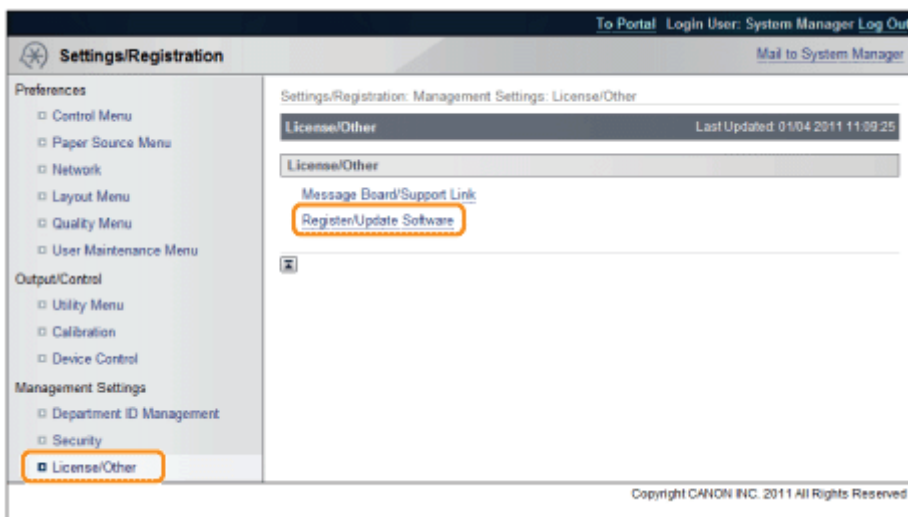 To Portal Login User: System Manager Log Out
Settings/Registration
Mail to System Manager
Preferences
Control Menu
Paper Source Menu
Network
Layout Menu
Quality Menu
User Maintenance Menu
Output/Control
Utility Menu
Calibration
Device Control
Management Settings
Department ID Management
Security
License/Other
Settings/Registration: Management Settings: License/Other
License/Other
Last Updated: 01/04 2011 11:09:25
License/Other
Message Board/Support Link
Register/Update Software
Copyright CANON INC. 2011 All Rights Reserved